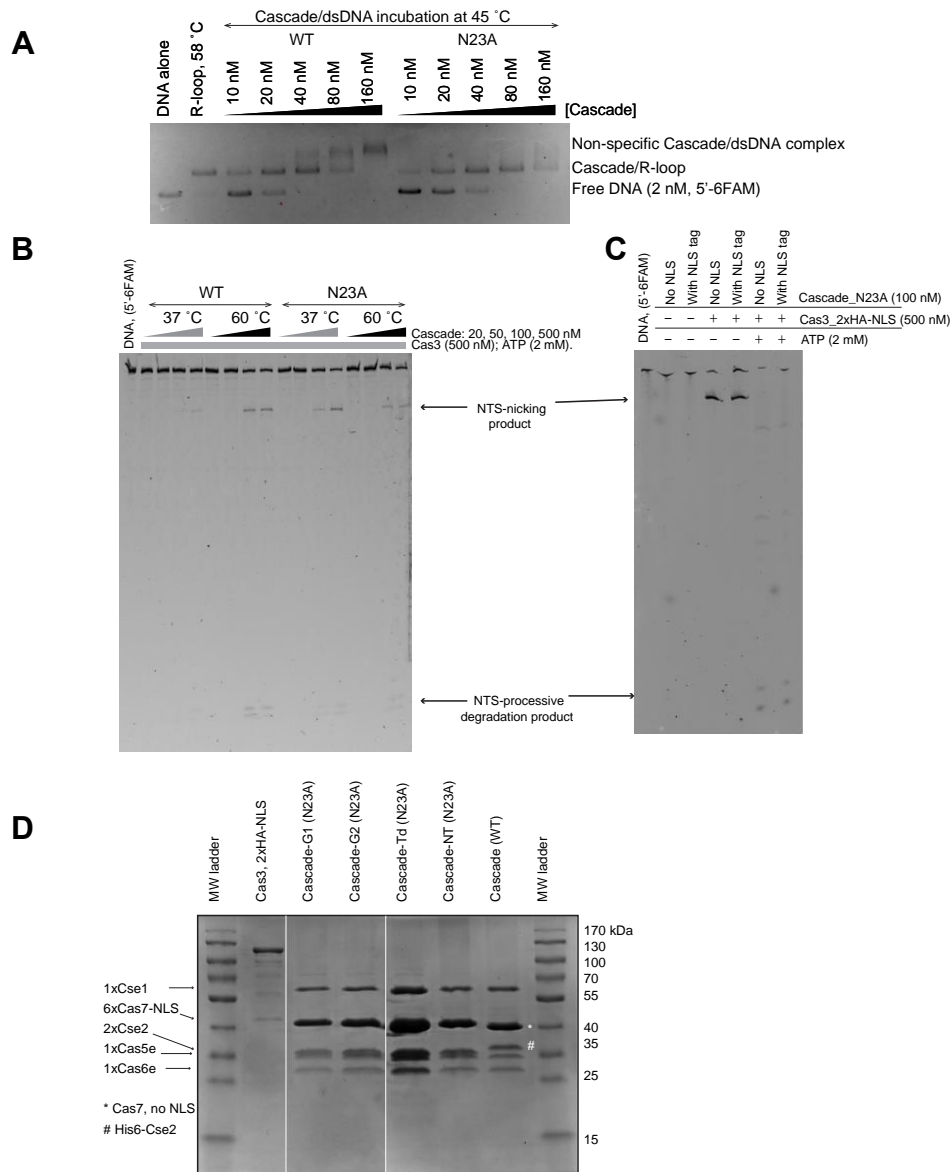 A
Cascade/dsDNA incubation at 45 ˚C
WT
N23A
DNA alone
R-loop, 58 ˚C
10 nM
20 nM
40 nM
80 nM
160 nM
10 nM
20 nM
40 nM
80 nM
160 nM
[Cascade]
Non-specific Cascade/dsDNA complex
Cascade/R-loop
Free DNA (2 nM, 5'-6FAM)
B
DNA, (5'-6FAM)
WT
N23A
37 ˚C
60 ˚C
37 ˚C
60 ˚C
Cascade: 20, 50, 100, 500 nM
Cas3 (500 nM); ATP (2 mM).
NTS-nicking
product
NTS-processive
degradation product
C
DNA, (5'-6FAM)
No NLS
With NLS tag
No NLS
With NLS tag
No NLS
With NLS tag
Cascade_N23A (100 nM)
− − + + + + Cas3_2xHA-NLS (500 nM)
− − − − + + ATP (2 mM)
D
MW ladder
Cas3, 2xHA-NLS
Cascade-G1 (N23A)
Cascade-G2 (N23A)
Cascade-Td (N23A)
Cascade-NT (N23A)
Cascade (WT)
MW ladder
170 kDa
130
100
70
55
40
35
25
15
1xCse1
6xCas7-NLS
2xCse2
1xCas5e
1xCas6e
*
#
* Cas7, no NLS
# His6-Cse2